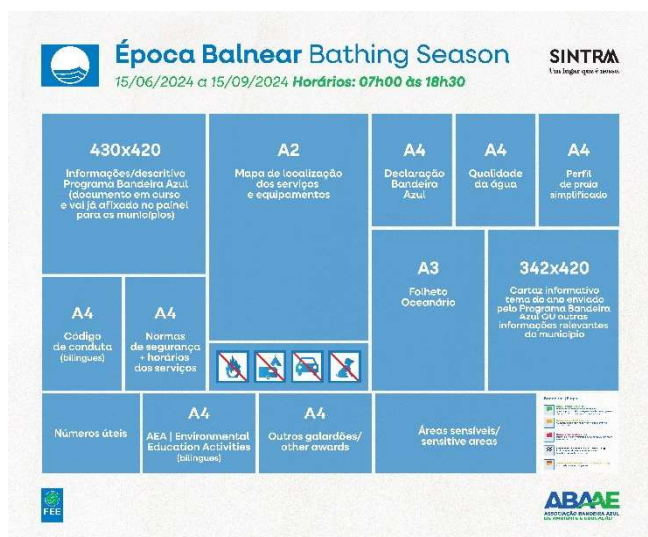 Época Balnear Bathing Season
15/06/2024 a 15/09/2024 Horários: 07h00 às 18h30
SINTRA
Um lugar que é nosso.
430x420
Informações/descritivo
Programa Bandeira Azul
(documento em curso
e vai já afixado no painel
para os municípios)
A2
Mapa de localização
dos serviços
e equipamentos
A4
Declaração
Bandeira
Azul
A4
Qualidade
da água
A4
Perfil
de praia
simplificado
A3
Folheto
Oceanário
342x420
Cartaz informativo
tema do ano enviado
pelo Programa Bandeira
Azul OU outras
informações relevantes
do município
A4
Código
de conduta
(bilingues)
A4
Normas
de segurança
+ horários
dos serviços
Números úteis
A4
AEA | Environmental
Education Activities
(bilingues)
A4
Outros galardões/
other awards
Áreas sensíveis/
sensitive areas
FEE
ABAAE
ASSOCIAÇÃO BANDEIRA AZUL
DE AMBIENTE E EDUCAÇÃO